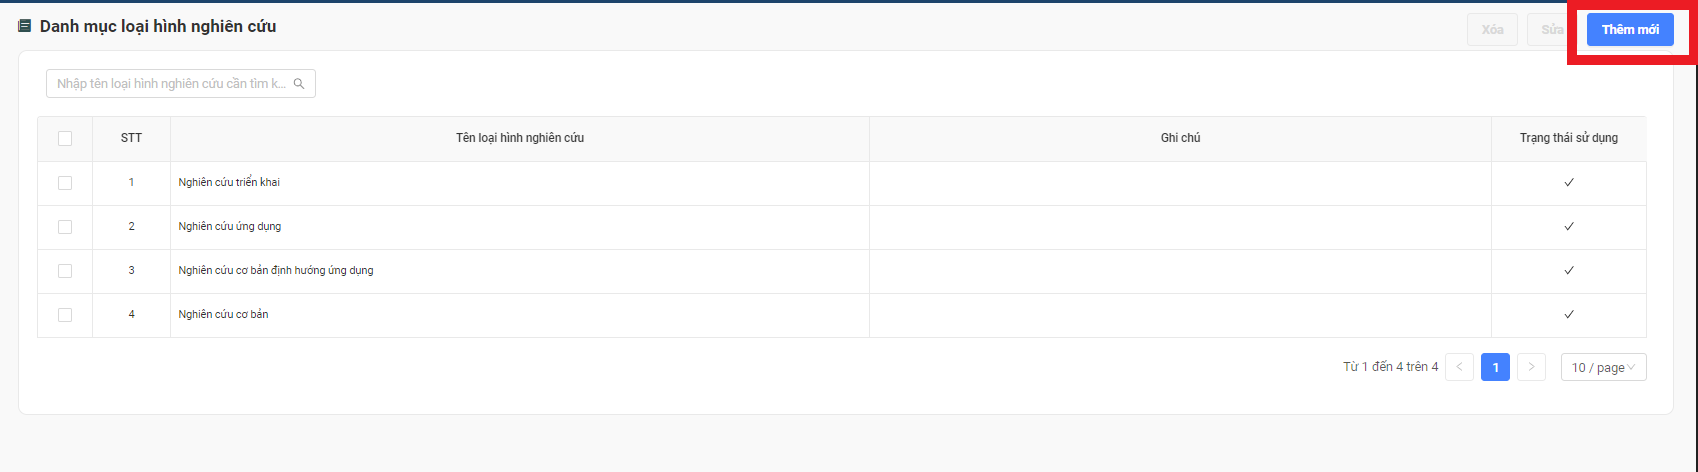 Danh mục loại hình nghiên cứu
Xóa Sửa Thêm mới
Nhập tên loại hình nghiên cứu cần tìm k...
STT Tên loại hình nghiên cứu Ghi chú Trạng thái sử dụng
1 Nghiên cứu triển khai ✓
2 Nghiên cứu ứng dụng ✓
3 Nghiên cứu cơ bản định hướng ứng dụng ✓
4 Nghiên cứu cơ bản ✓
Từ 1 đến 4 trên 4 < 1 > 10 / page